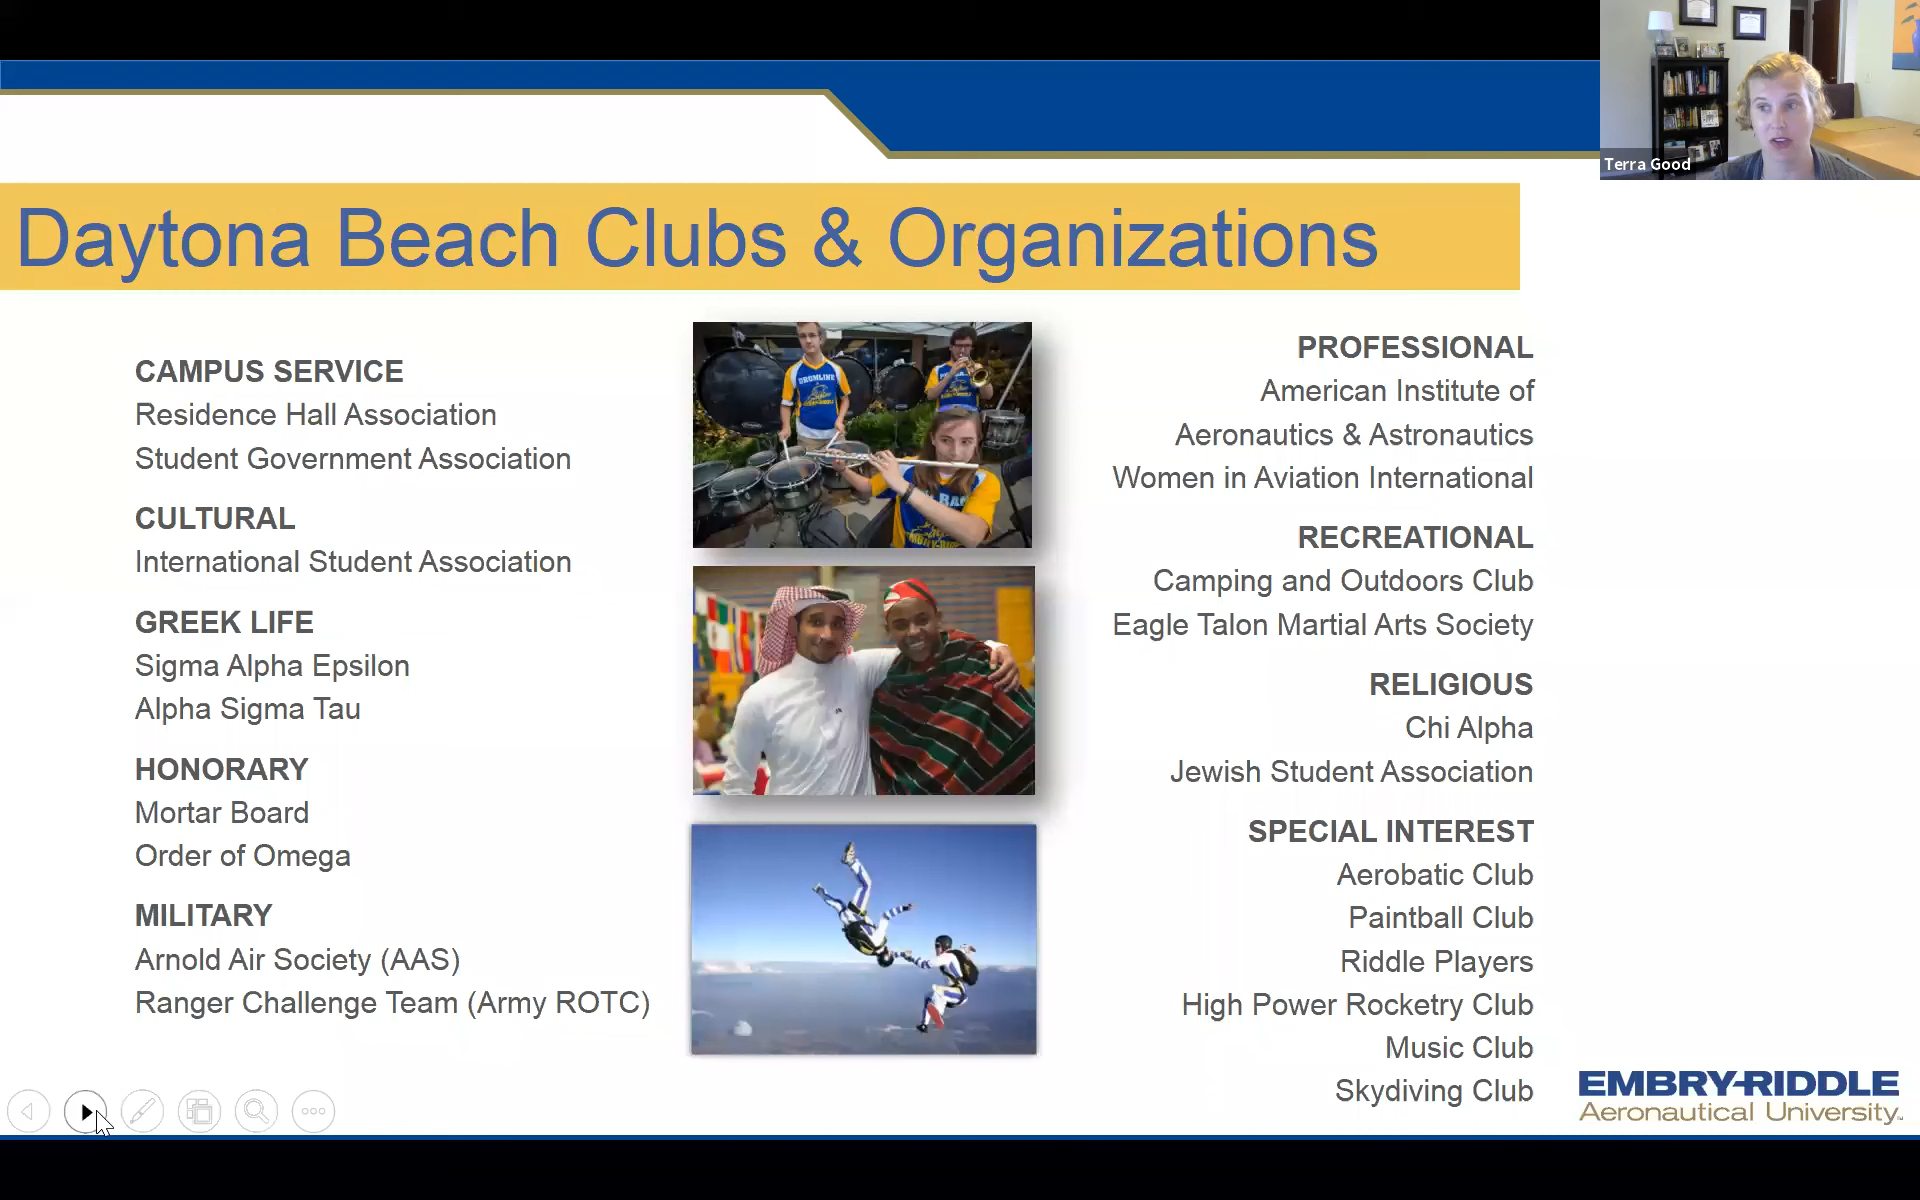 Terra Good
Daytona Beach Clubs & Organizations
CAMPUS SERVICE
Residence Hall Association
Student Government Association
CULTURAL
International Student Association
GREEK LIFE
Sigma Alpha Epsilon
Alpha Sigma Tau
HONORARY
Mortar Board
Order of Omega
MILITARY
Arnold Air Society (AAS)
Ranger Challenge Team (Army ROTC)
DRUMLINE
PROFESSIONAL
American Institute of
Aeronautics & Astronautics
Women in Aviation International
RECREATIONAL
Camping and Outdoors Club
Eagle Talon Martial Arts Society
RELIGIOUS
Chi Alpha
Jewish Student Association
SPECIAL INTEREST
Aerobatic Club
Paintball Club
Riddle Players
High Power Rocketry Club
Music Club
Skydiving Club
EMBRY-RIDDLE
Aeronautical University